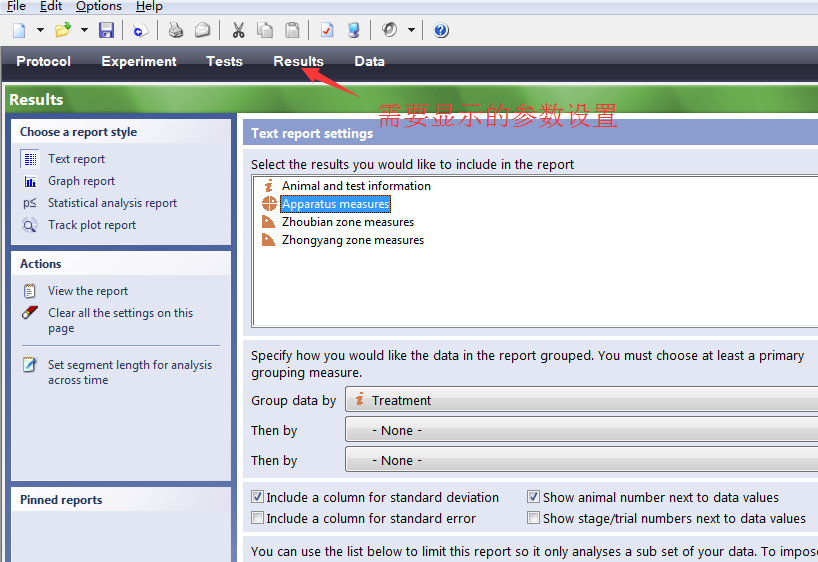 File Edit Options Help
Protocol Experiment Tests Results Data
需要显示的参数设置
Results
Choose a report style
Text report
Graph report
p≤ Statistical analysis report
Track plot report
Actions
View the report
Clear all the settings on this
page
Set segment length for analysis
across time
Pinned reports
Text report settings
Select the results you would like to include in the report
Animal and test information
Apparatus measures
Zhoubian zone measures
Zhongyang zone measures
Specify how you would like the data in the report grouped. You must choose at least a primary
grouping measure.
Group data by Treatment
Then by - None -
Then by - None -
Include a column for standard deviation Show animal number next to data values
Include a column for standard error Show stage/trial numbers next to data values
You can use the list below to limit this report so it only analyses a sub set of your data. To impose